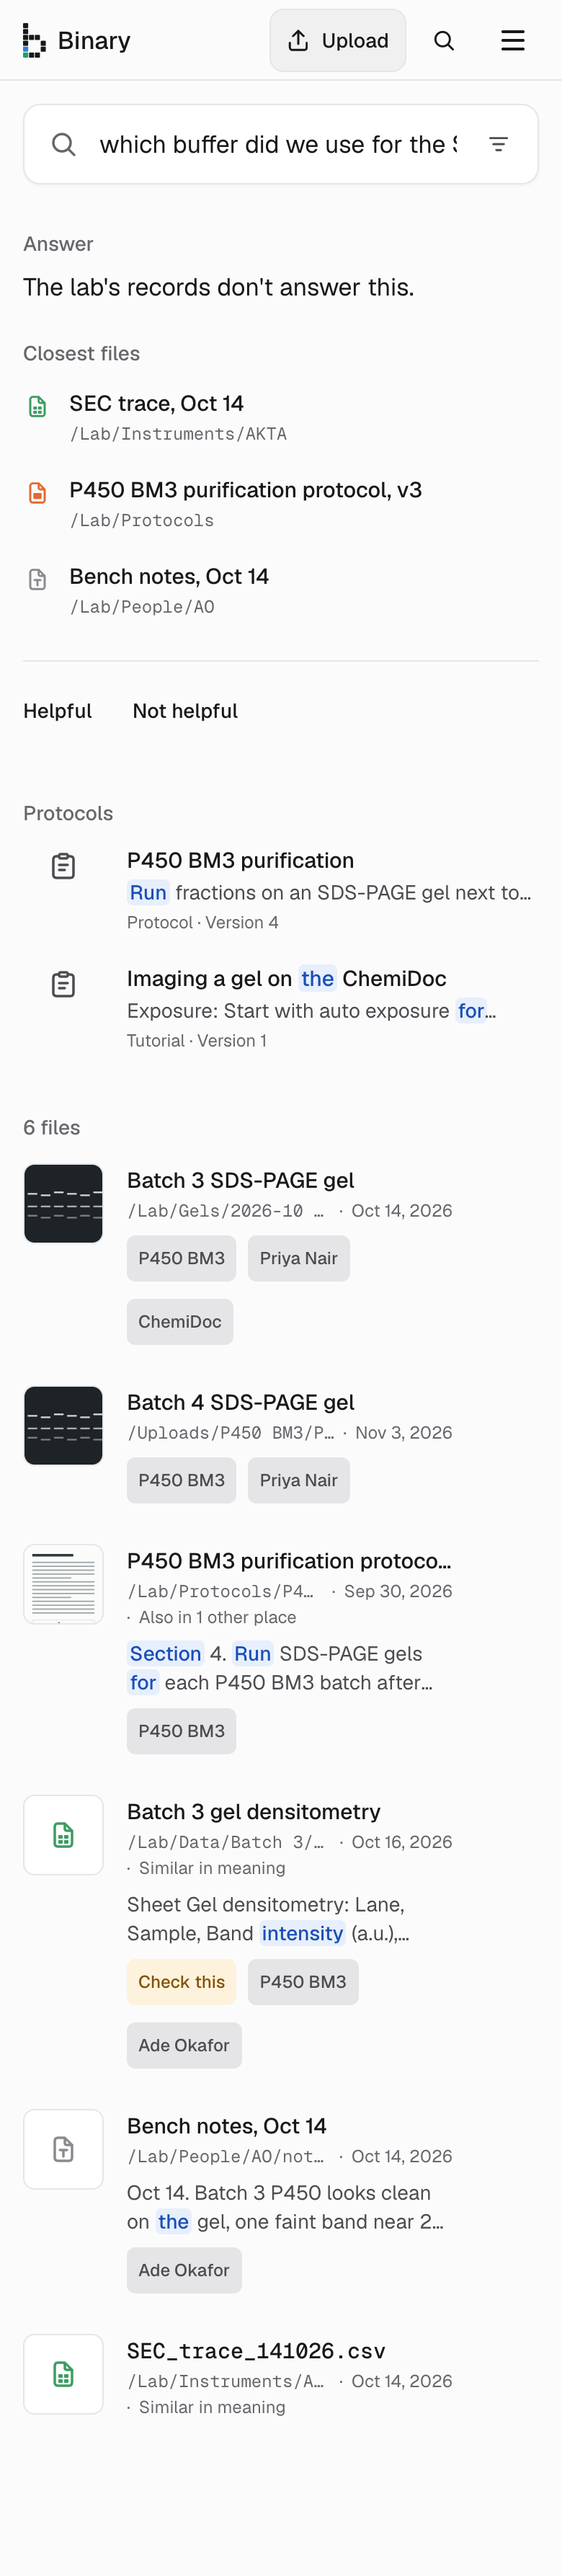 Binary
Upload
which buffer did we use for the
Answer
The lab's records don't answer this.
Closest files
SEC trace, Oct 14
/Lab/Instruments/AKTA
P450 BM3 purification protocol, v3
/Lab/Protocols
Bench notes, Oct 14
/Lab/People/AO
Helpful Not helpful
Protocols
P450 BM3 purification
Run fractions on an SDS-PAGE gel next to...
Protocol · Version 4
Imaging a gel on the ChemiDoc
Exposure: Start with auto exposure for...
Tutorial · Version 1
6 files
Batch 3 SDS-PAGE gel
/Lab/Gels/2026-10 … · Oct 14, 2026
P450 BM3 Priya Nair
ChemiDoc
Batch 4 SDS-PAGE gel
/Uploads/P450 BM3/P… · Nov 3, 2026
P450 BM3 Priya Nair
P450 BM3 purification protoco...
/Lab/Protocols/P4… · Sep 30, 2026
· Also in 1 other place
Section 4. Run SDS-PAGE gels
for each P450 BM3 batch after...
P450 BM3
Batch 3 gel densitometry
/Lab/Data/Batch 3/… · Oct 16, 2026
· Similar in meaning
Sheet Gel densitometry: Lane,
Sample, Band intensity (a.u.),...
Check this P450 BM3
Ade Okafor
Bench notes, Oct 14
/Lab/People/AO/not… · Oct 14, 2026
Oct 14. Batch 3 P450 looks clean
on the gel, one faint band near 2...
Ade Okafor
SEC_trace_141026.csv
/Lab/Instruments/A… · Oct 14, 2026
· Similar in meaning